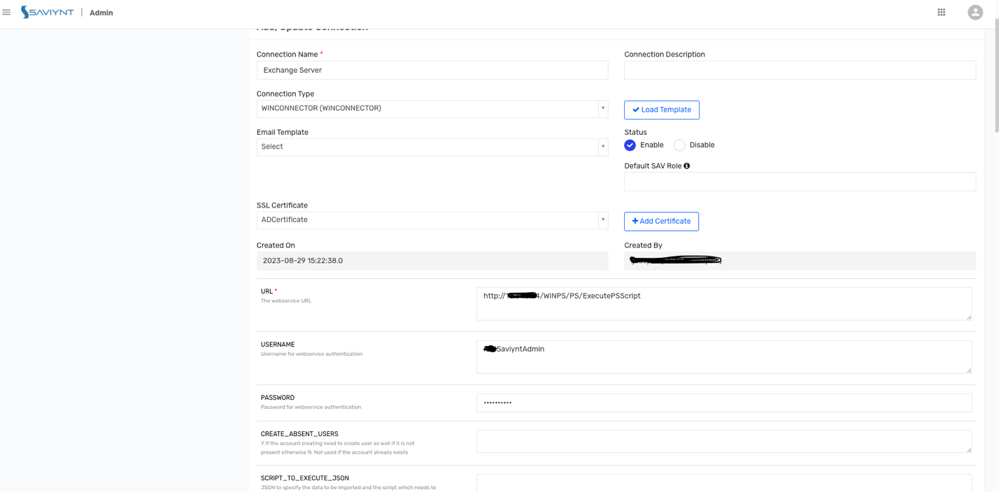 SAVIYNT | Admin
Add/Update Connection
Connection Name *
Exchange Server
Connection Description
Connection Type
WINCONNECTOR (WINCONNECTOR)
Load Template
Email Template
Select
Status
Enable Disable
Default SAV Role
SSL Certificate
ADCertificate
Add Certificate
Created On
2023-08-29 15:22:38.0
Created By
URL *
The webservice URL
http:// 4/WINPS/PS/ExecutePSScript
USERNAME
Username for webservice authentication
SaviyntAdmin
PASSWORD
Password for webservice authentication
••••••••••
CREATE_ABSENT_USERS
Y If the account creating need to create user as well if it is not
present otherwise N. Not used if the account already exists
SCRIPT_TO_EXECUTE_JSON
JSON to specify the data to be imported and the script which needs to